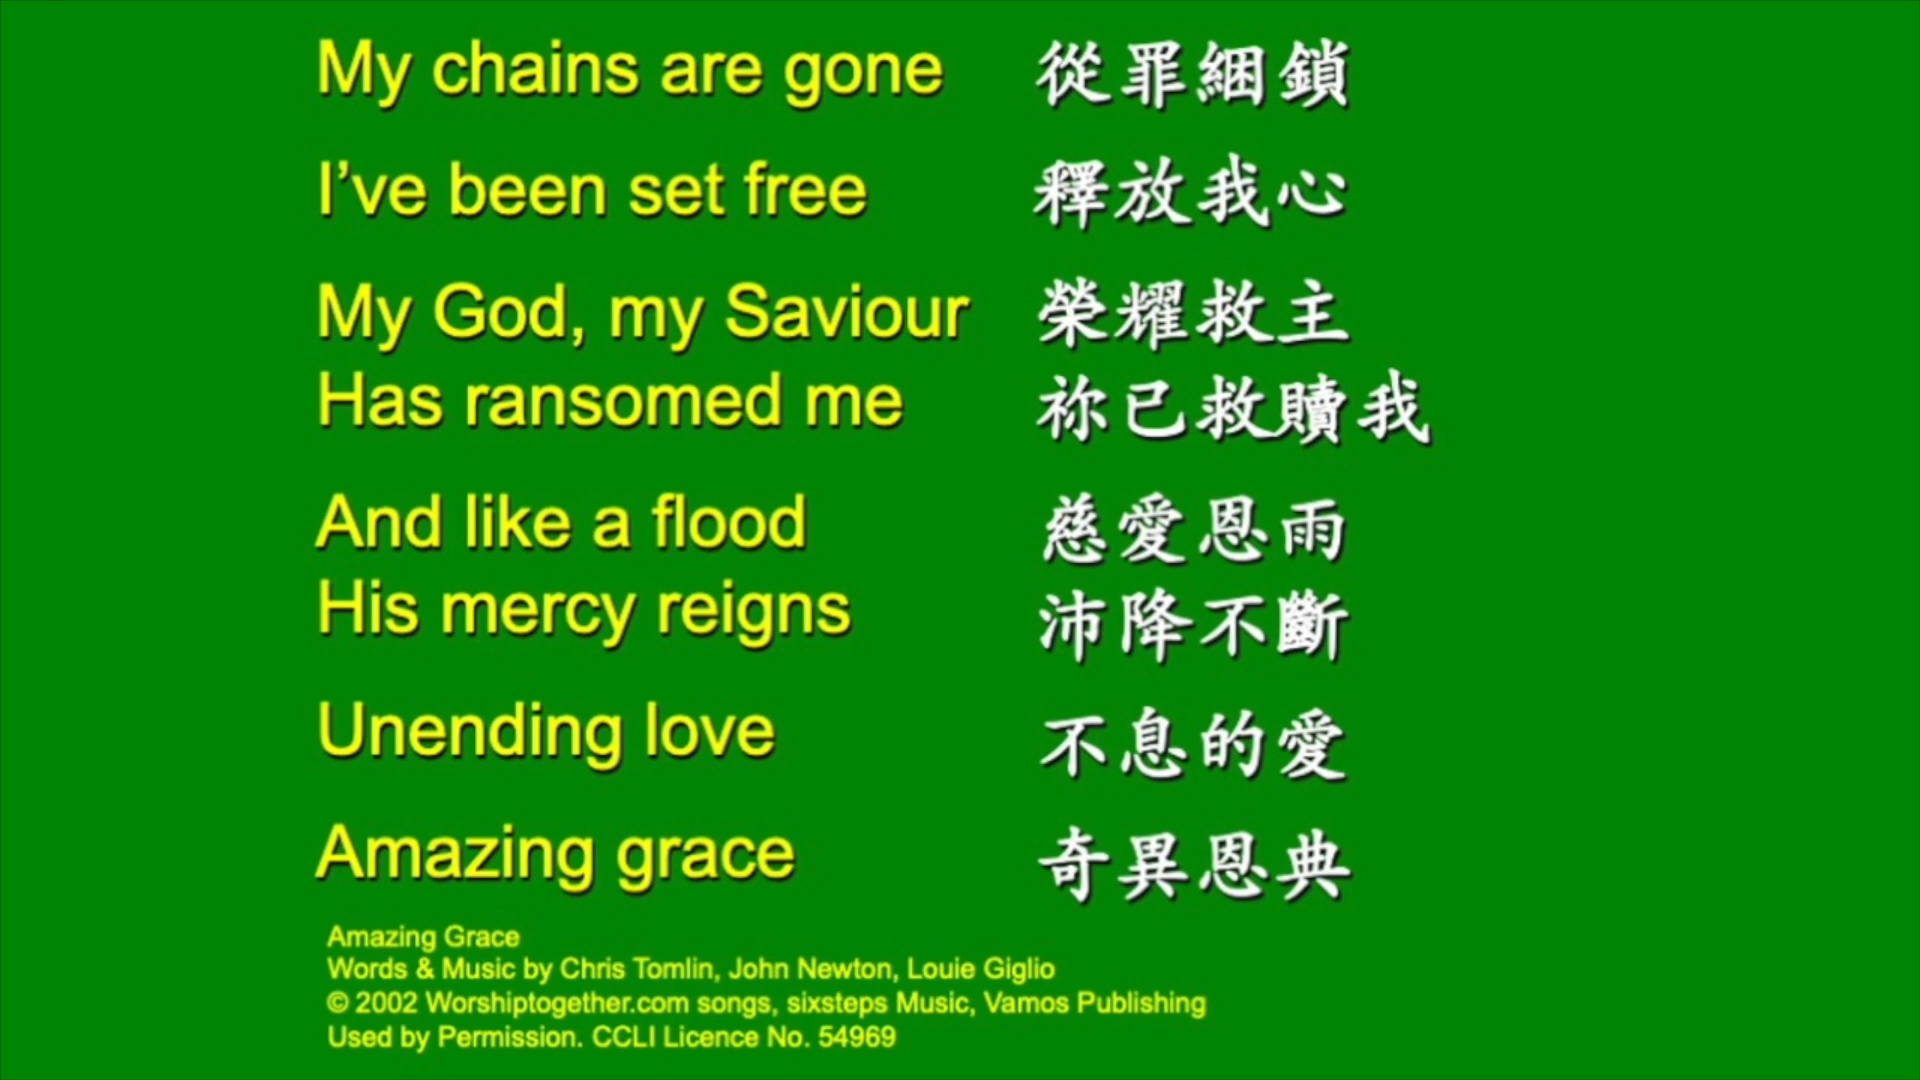 My chains are gone 從罪綑鎖
I’ve been set free 釋放我心
My God, my Saviour 榮耀救主
Has ransomed me 祢已救贖我
And like a flood 慈愛恩雨
His mercy reigns 沛降不斷
Unending love 不息的愛
Amazing grace 奇異恩典
Amazing Grace
Words & Music by Chris Tomlin, John Newton, Louie Giglio
© 2002 Worshiptogether.com songs, sixsteps Music, Vamos Publishing
Used by Permission. CCLI Licence No. 54969